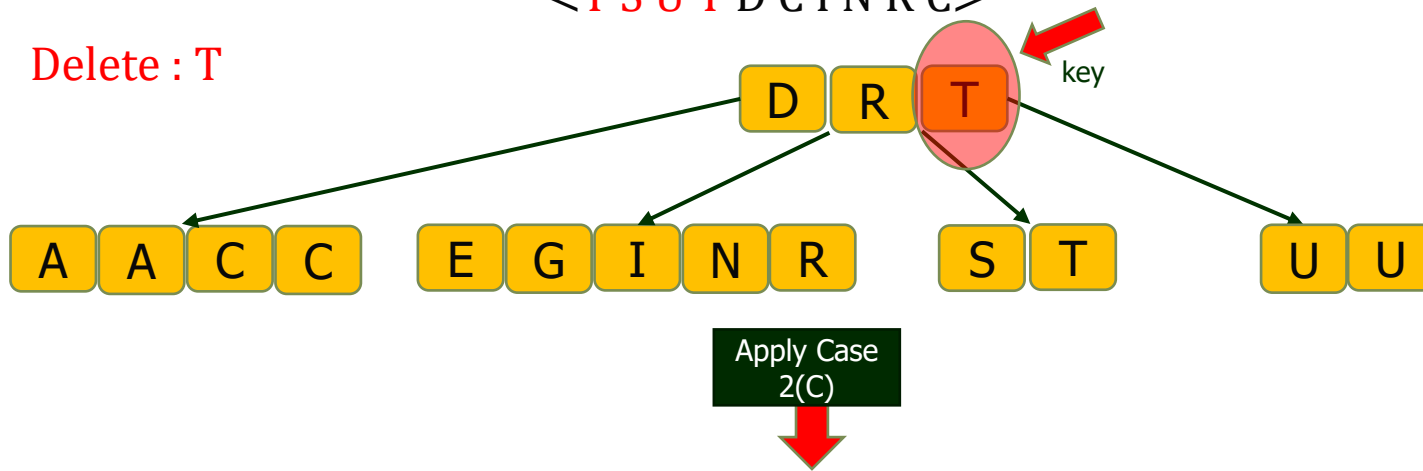 Delete : T
key
D R T
A A C C E G I N R S T U U
Apply Case
2(C)